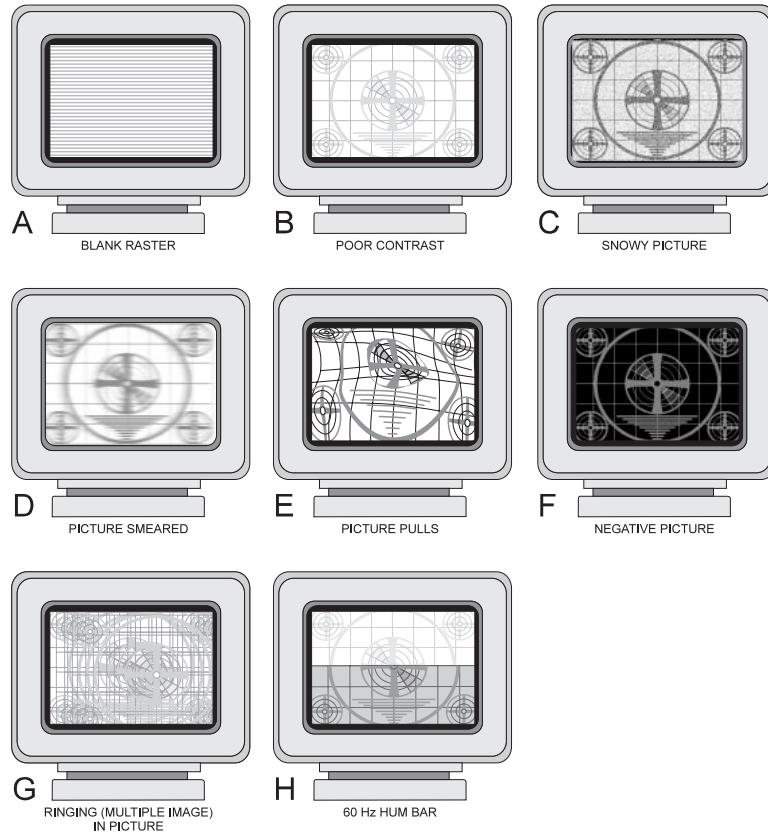 A
BLANK RASTER
B
POOR CONTRAST
C
SNOWY PICTURE
D
PICTURE SMEARED
E
PICTURE PULLS
F
NEGATIVE PICTURE
G
RINGING (MULTIPLE IMAGE)
IN PICTURE
H
60 Hz HUM BAR